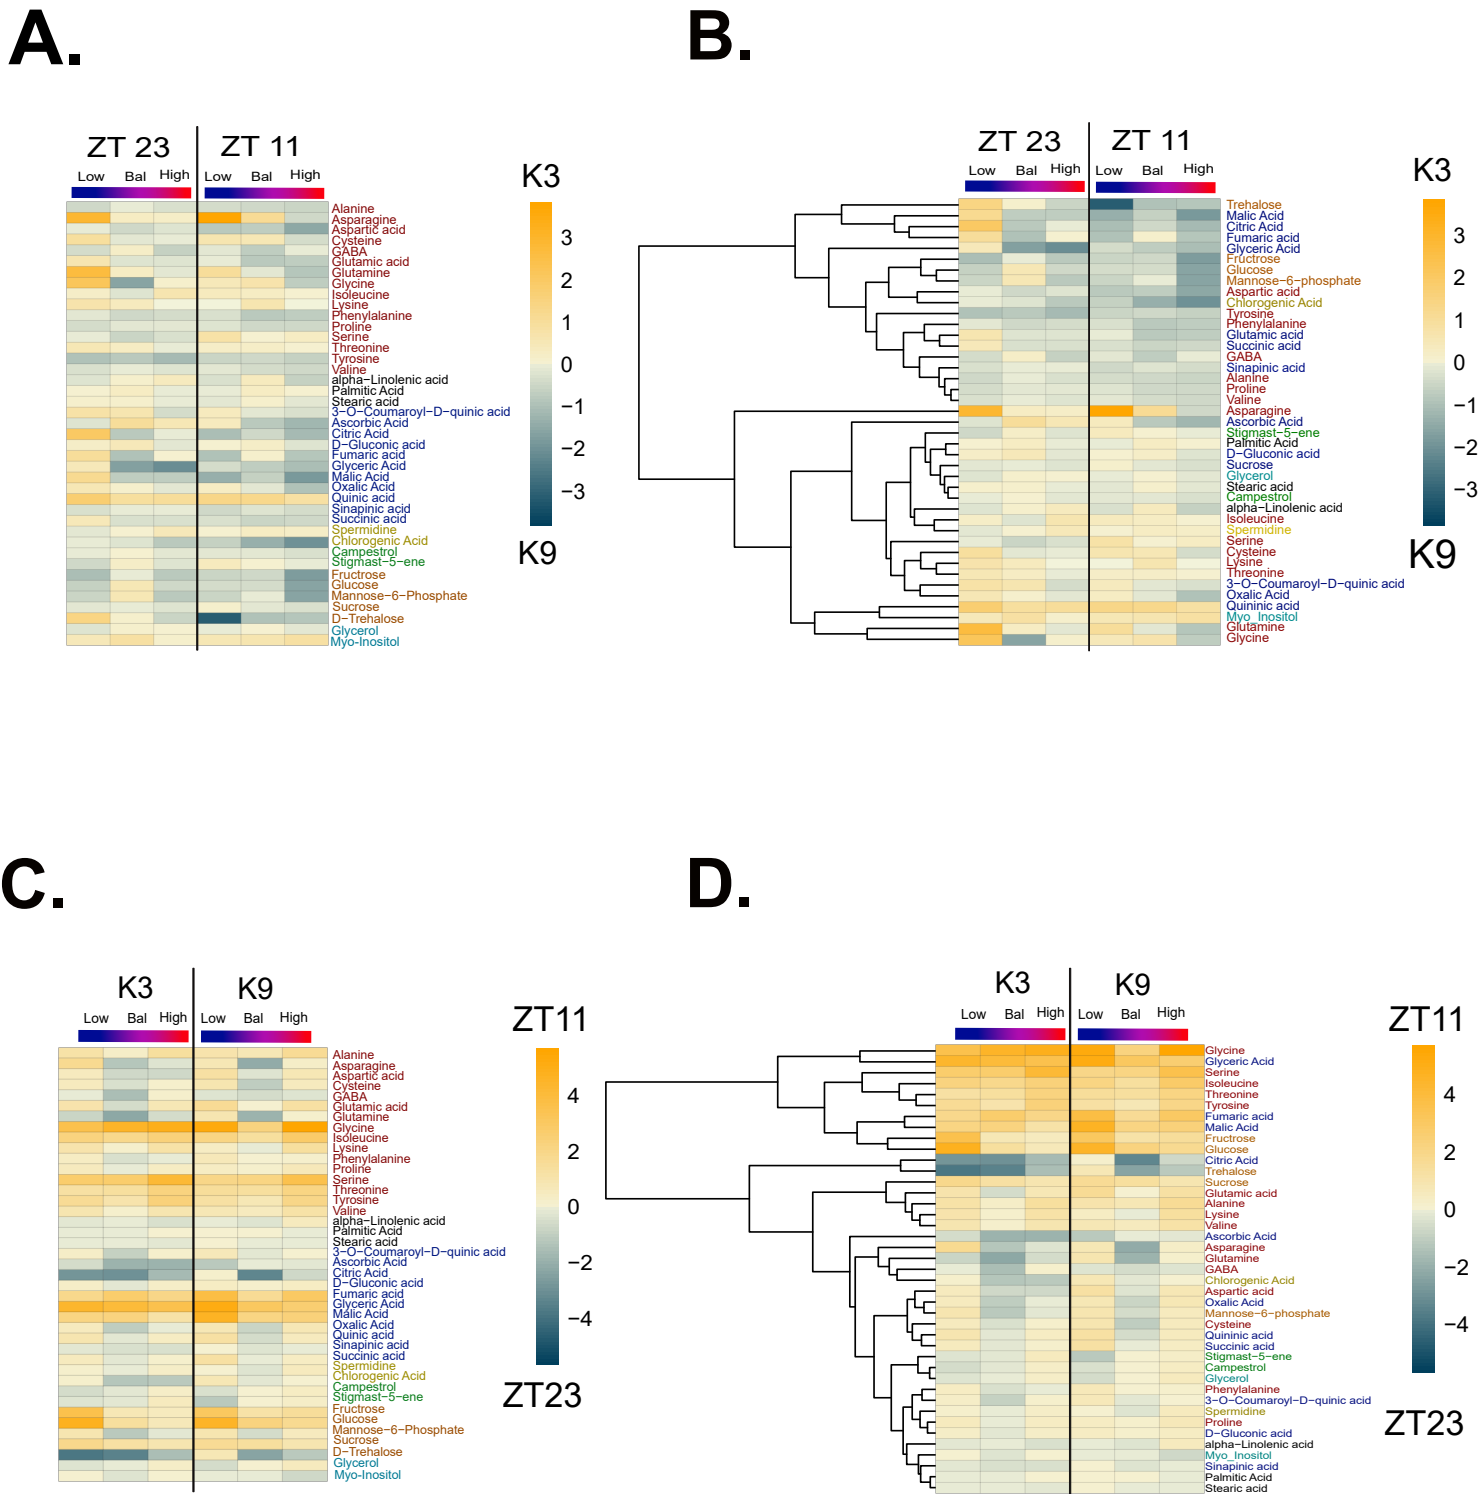 A.
ZT 23 ZT 11
Low Bal High Low Bal High
K3
3
2
1
0
−1
−2
−3
K9
Alanine
Asparagine
Aspartic acid
Cysteine
GABA
Glutamic acid
Glutamine
Glycine
Isoleucine
Lysine
Phenylalanine
Proline
Serine
Threonine
Tyrosine
Valine
alpha−Linolenic acid
Palmitic Acid
Stearic acid
3−O−Coumaroyl−D−quinic acid
Ascorbic Acid
Citric Acid
D−Gluconic acid
Fumaric acid
Glyceric Acid
Malic Acid
Oxalic Acid
Quinic acid
Sinapinic acid
Succinic acid
Spermidine
Chlorogenic Acid
Campestrol
Stigmast−5−ene
Fructrose
Glucose
Mannose−6−Phosphate
Sucrose
D−Trehalose
Glycerol
Myo-Inositol
B.
ZT 23 ZT 11
Low Bal High Low Bal High
K3
3
2
1
0
−1
−2
−3
K9
Trehalose
Malic Acid
Citric Acid
Fumaric acid
Glyceric Acid
Fructrose
Glucose
Mannose−6−phosphate
Aspartic acid
Chlorogenic Acid
Tyrosine
Phenylalanine
Glutamic acid
Succinic acid
GABA
Sinapinic acid
Alanine
Proline
Valine
Asparagine
Ascorbic Acid
Stigmast−5−ene
Palmitic Acid
D−Gluconic acid
Sucrose
Glycerol
Stearic acid
Campestrol
alpha−Linolenic acid
Isoleucine
Spermidine
Serine
Cysteine
Lysine
Threonine
3−O−Coumaroyl−D−quinic acid
Oxalic Acid
Quininic acid
Myo_Inositol
Glutamine
Glycine
C.
K3 K9
Low Bal High Low Bal High
ZT11
4
2
0
−2
−4
ZT23
Alanine
Asparagine
Aspartic acid
Cysteine
GABA
Glutamic acid
Glutamine
Glycine
Isoleucine
Lysine
Phenylalanine
Proline
Serine
Threonine
Tyrosine
Valine
alpha−Linolenic acid
Palmitic Acid
Stearic acid
3−O−Coumaroyl−D−quinic acid
Ascorbic Acid
Citric Acid
D−Gluconic acid
Fumaric acid
Glyceric Acid
Malic Acid
Oxalic Acid
Quinic acid
Sinapinic acid
Succinic acid
Spermidine
Chlorogenic Acid
Campestrol
Stigmast−5−ene
Fructrose
Glucose
Mannose−6−Phosphate
Sucrose
D−Trehalose
Glycerol
Myo-Inositol
D.
K3 K9
Low Bal High Low Bal High
ZT11
4
2
0
−2
−4
ZT23
Glycine
Glyceric Acid
Serine
Isoleucine
Threonine
Tyrosine
Fumaric acid
Malic Acid
Fructrose
Glucose
Citric Acid
Trehalose
Sucrose
Glutamic acid
Alanine
Lysine
Valine
Ascorbic Acid
Asparagine
Glutamine
GABA
Chlorogenic Acid
Aspartic acid
Oxalic Acid
Mannose−6−phosphate
Cysteine
Quininic acid
Succinic acid
Stigmast−5−ene
Campestrol
Glycerol
Phenylalanine
3−O−Coumaroyl−D−quinic acid
Spermidine
Proline
D−Gluconic acid
alpha−Linolenic acid
Myo_Inositol
Sinapinic acid
Palmitic Acid
Stearic acid